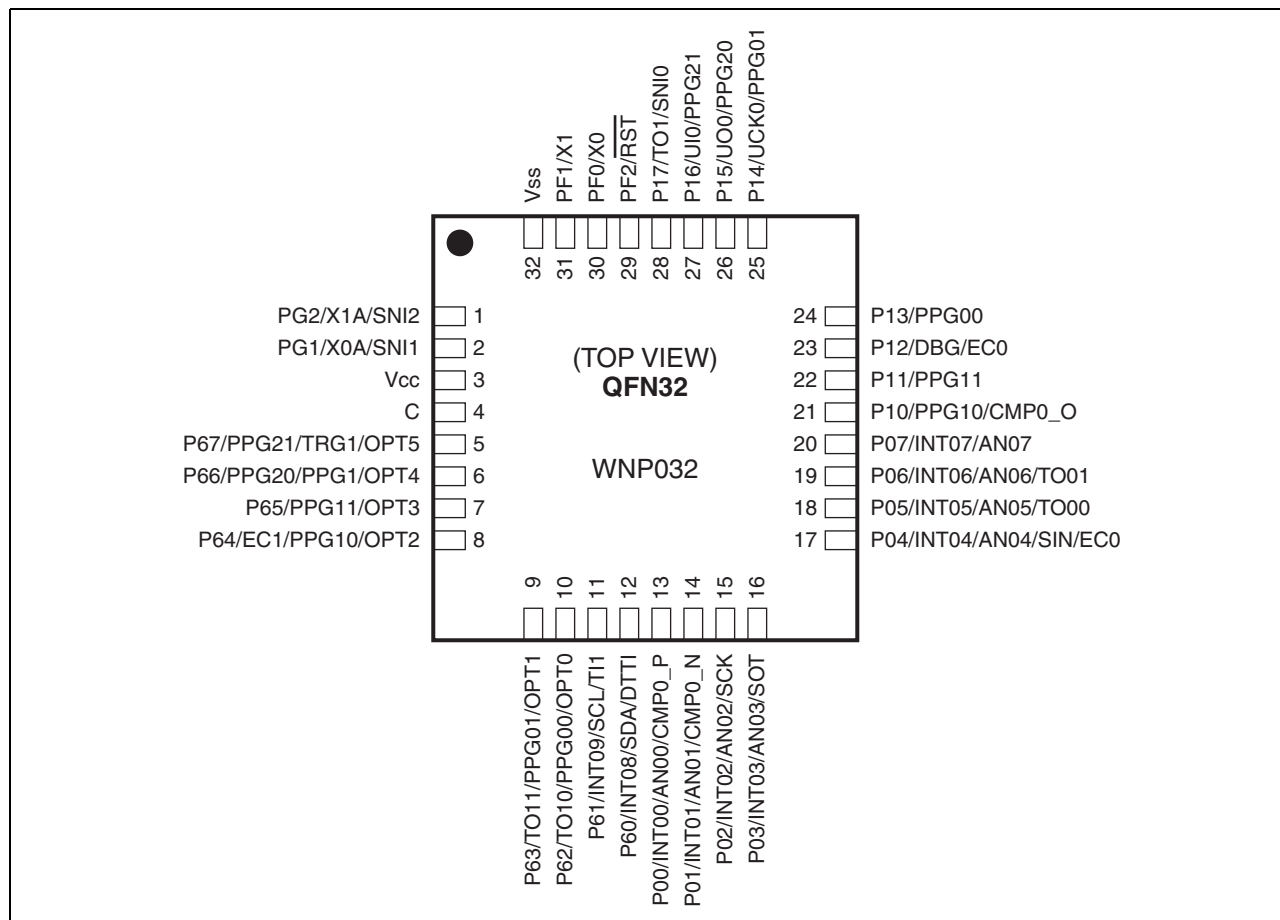 Vss
PF1/X1
PF0/X0
PF2/RST
P17/TO1/SNI0
P16/UI0/PPG21
P15/UO0/PPG20
P14/UCK0/PPG01
32
31
30
29
28
27
26
25
PG2/X1A/SNI2 1
PG1/X0A/SNI1 2
Vcc 3
C 4
P67/PPG21/TRG1/OPT5 5
P66/PPG20/PPG1/OPT4 6
P65/PPG11/OPT3 7
P64/EC1/PPG10/OPT2 8
(TOP VIEW)
QFN32
WNP032
24 P13/PPG00
23 P12/DBG/EC0
22 P11/PPG11
21 P10/PPG10/CMP0_O
20 P07/INT07/AN07
19 P06/INT06/AN06/TO01
18 P05/INT05/AN05/TO00
17 P04/INT04/AN04/SIN/EC0
9
10
11
12
13
14
15
16
P63/TO11/PPG01/OPT1
P62/TO10/PPG00/OPT0
P61/INT09/SCL/TI1
P60/INT08/SDA/DTTI
P00/INT00/AN00/CMP0_P
P01/INT01/AN01/CMP0_N
P02/INT02/AN02/SCK
P03/INT03/AN03/SOT